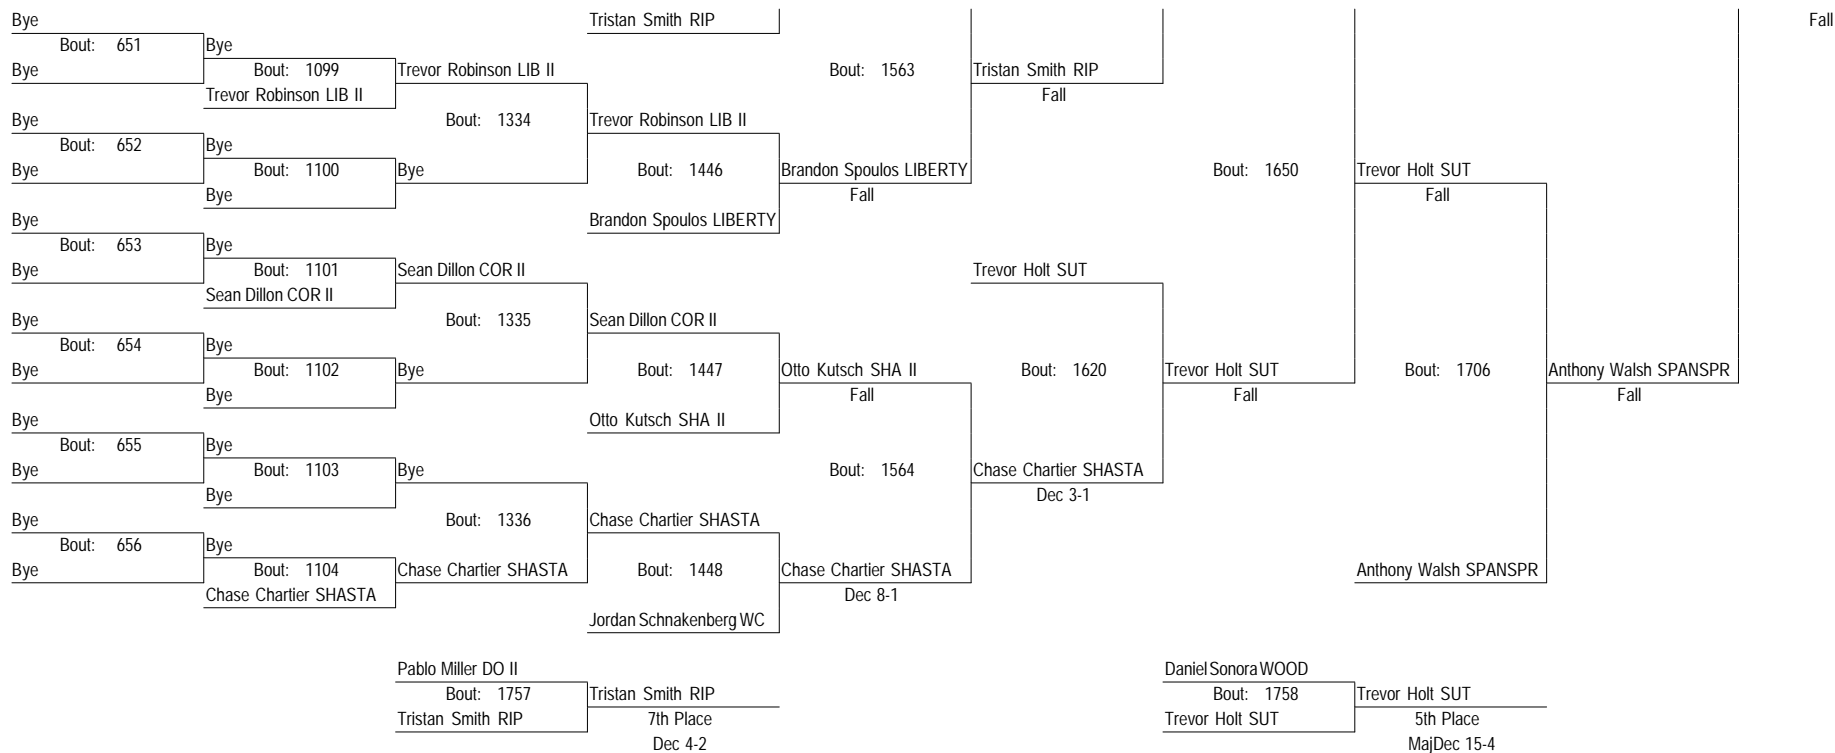 Bye Tristan Smith RIP Fall
Bout: 651 Bye
Bye Bout: 1099 Trevor Robinson LIB II Bout: 1563 Tristan Smith RIP
Trevor Robinson LIB II Fall
Bye Bout: 1334 Trevor Robinson LIB II
Bout: 652 Bye
Bye Bout: 1100 Bye Bout: 1446 Brandon Spoulos LIBERTY Bout: 1650 Trevor Holt SUT
Bye Fall Fall
Bye Brandon Spoulos LIBERTY
Bout: 653 Bye
Bye Bout: 1101 Sean Dillon COR II Trevor Holt SUT
Sean Dillon COR II
Bye Bout: 1335 Sean Dillon COR II
Bout: 654 Bye
Bye Bout: 1102 Bye Bout: 1447 Otto Kutsch SHA II Bout: 1620 Trevor Holt SUT Bout: 1706 Anthony Walsh SPANSPR
Bye Fall Fall Fall
Bye Otto Kutsch SHA II
Bout: 655 Bye
Bye Bout: 1103 Bye Bout: 1564 Chase Chartier SHASTA
Bye Dec 3-1
Bye Bout: 1336 Chase Chartier SHASTA
Bout: 656 Bye
Bye Bout: 1104 Chase Chartier SHASTA Bout: 1448 Chase Chartier SHASTA Anthony Walsh SPANSPR
Chase Chartier SHASTA Dec 8-1
Jordan Schnakenberg WC
Pablo Miller DO II Daniel Sonora WOOD
Bout: 1757 Tristan Smith RIP Bout: 1758 Trevor Holt SUT
Tristan Smith RIP 7th Place Trevor Holt SUT 5th Place
Dec 4-2 MajDec 15-4